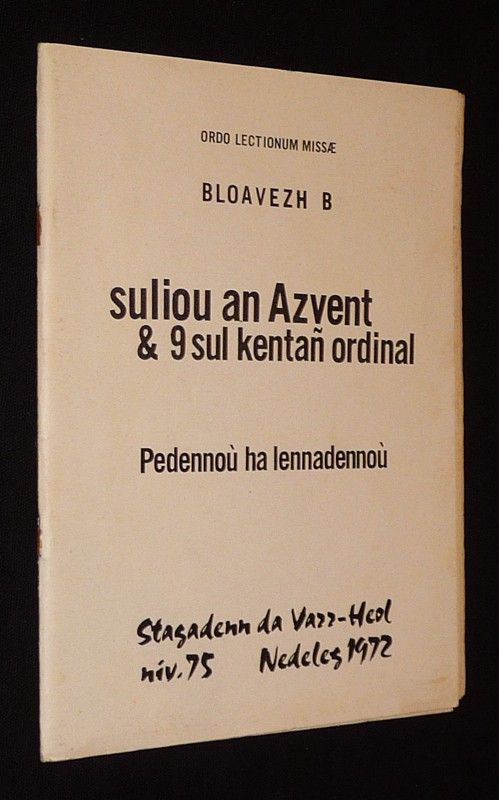 ORDO LECTIONUM MISSÆ
BLOAVEZH B
suliou an Azvent
& 9 sul kentañ ordinal
Pedennoù ha lennadennoù
Stagadenn da Varr-Heol
niv. 75 Nedeleg 1972